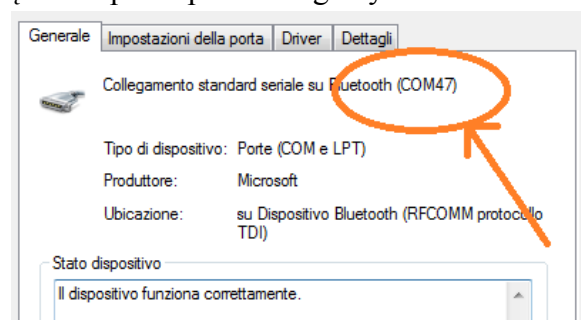 Generale Impostazioni della porta Driver Dettagli
Collegamento standard seriale su Bluetooth (COM47)
Tipo di dispositivo: Porte (COM e LPT)
Produttore: Microsoft
Ubicazione: su Dispositivo Bluetooth (RFCOMM protocollo
TDI)
Stato dispositivo
Il dispositivo funziona correttamente.